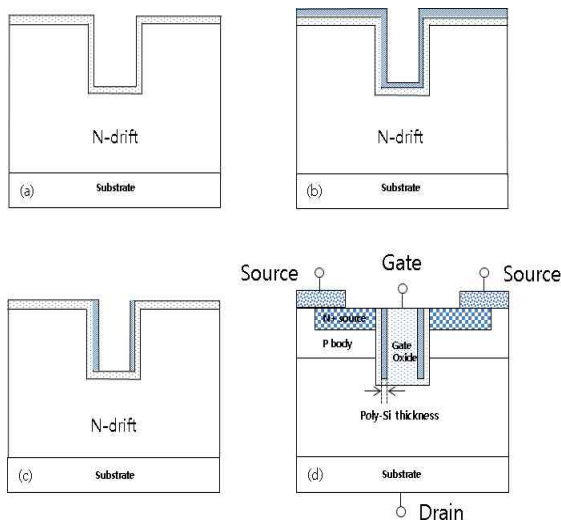 N-drift
(a)
Substrate
N-drift
(b)
Substrate
N-drift
(c)
Substrate
Source
Gate
Source
N+ source
P body
Gate
Oxide
Poly-Si thickness
(d)
Substrate
Drain